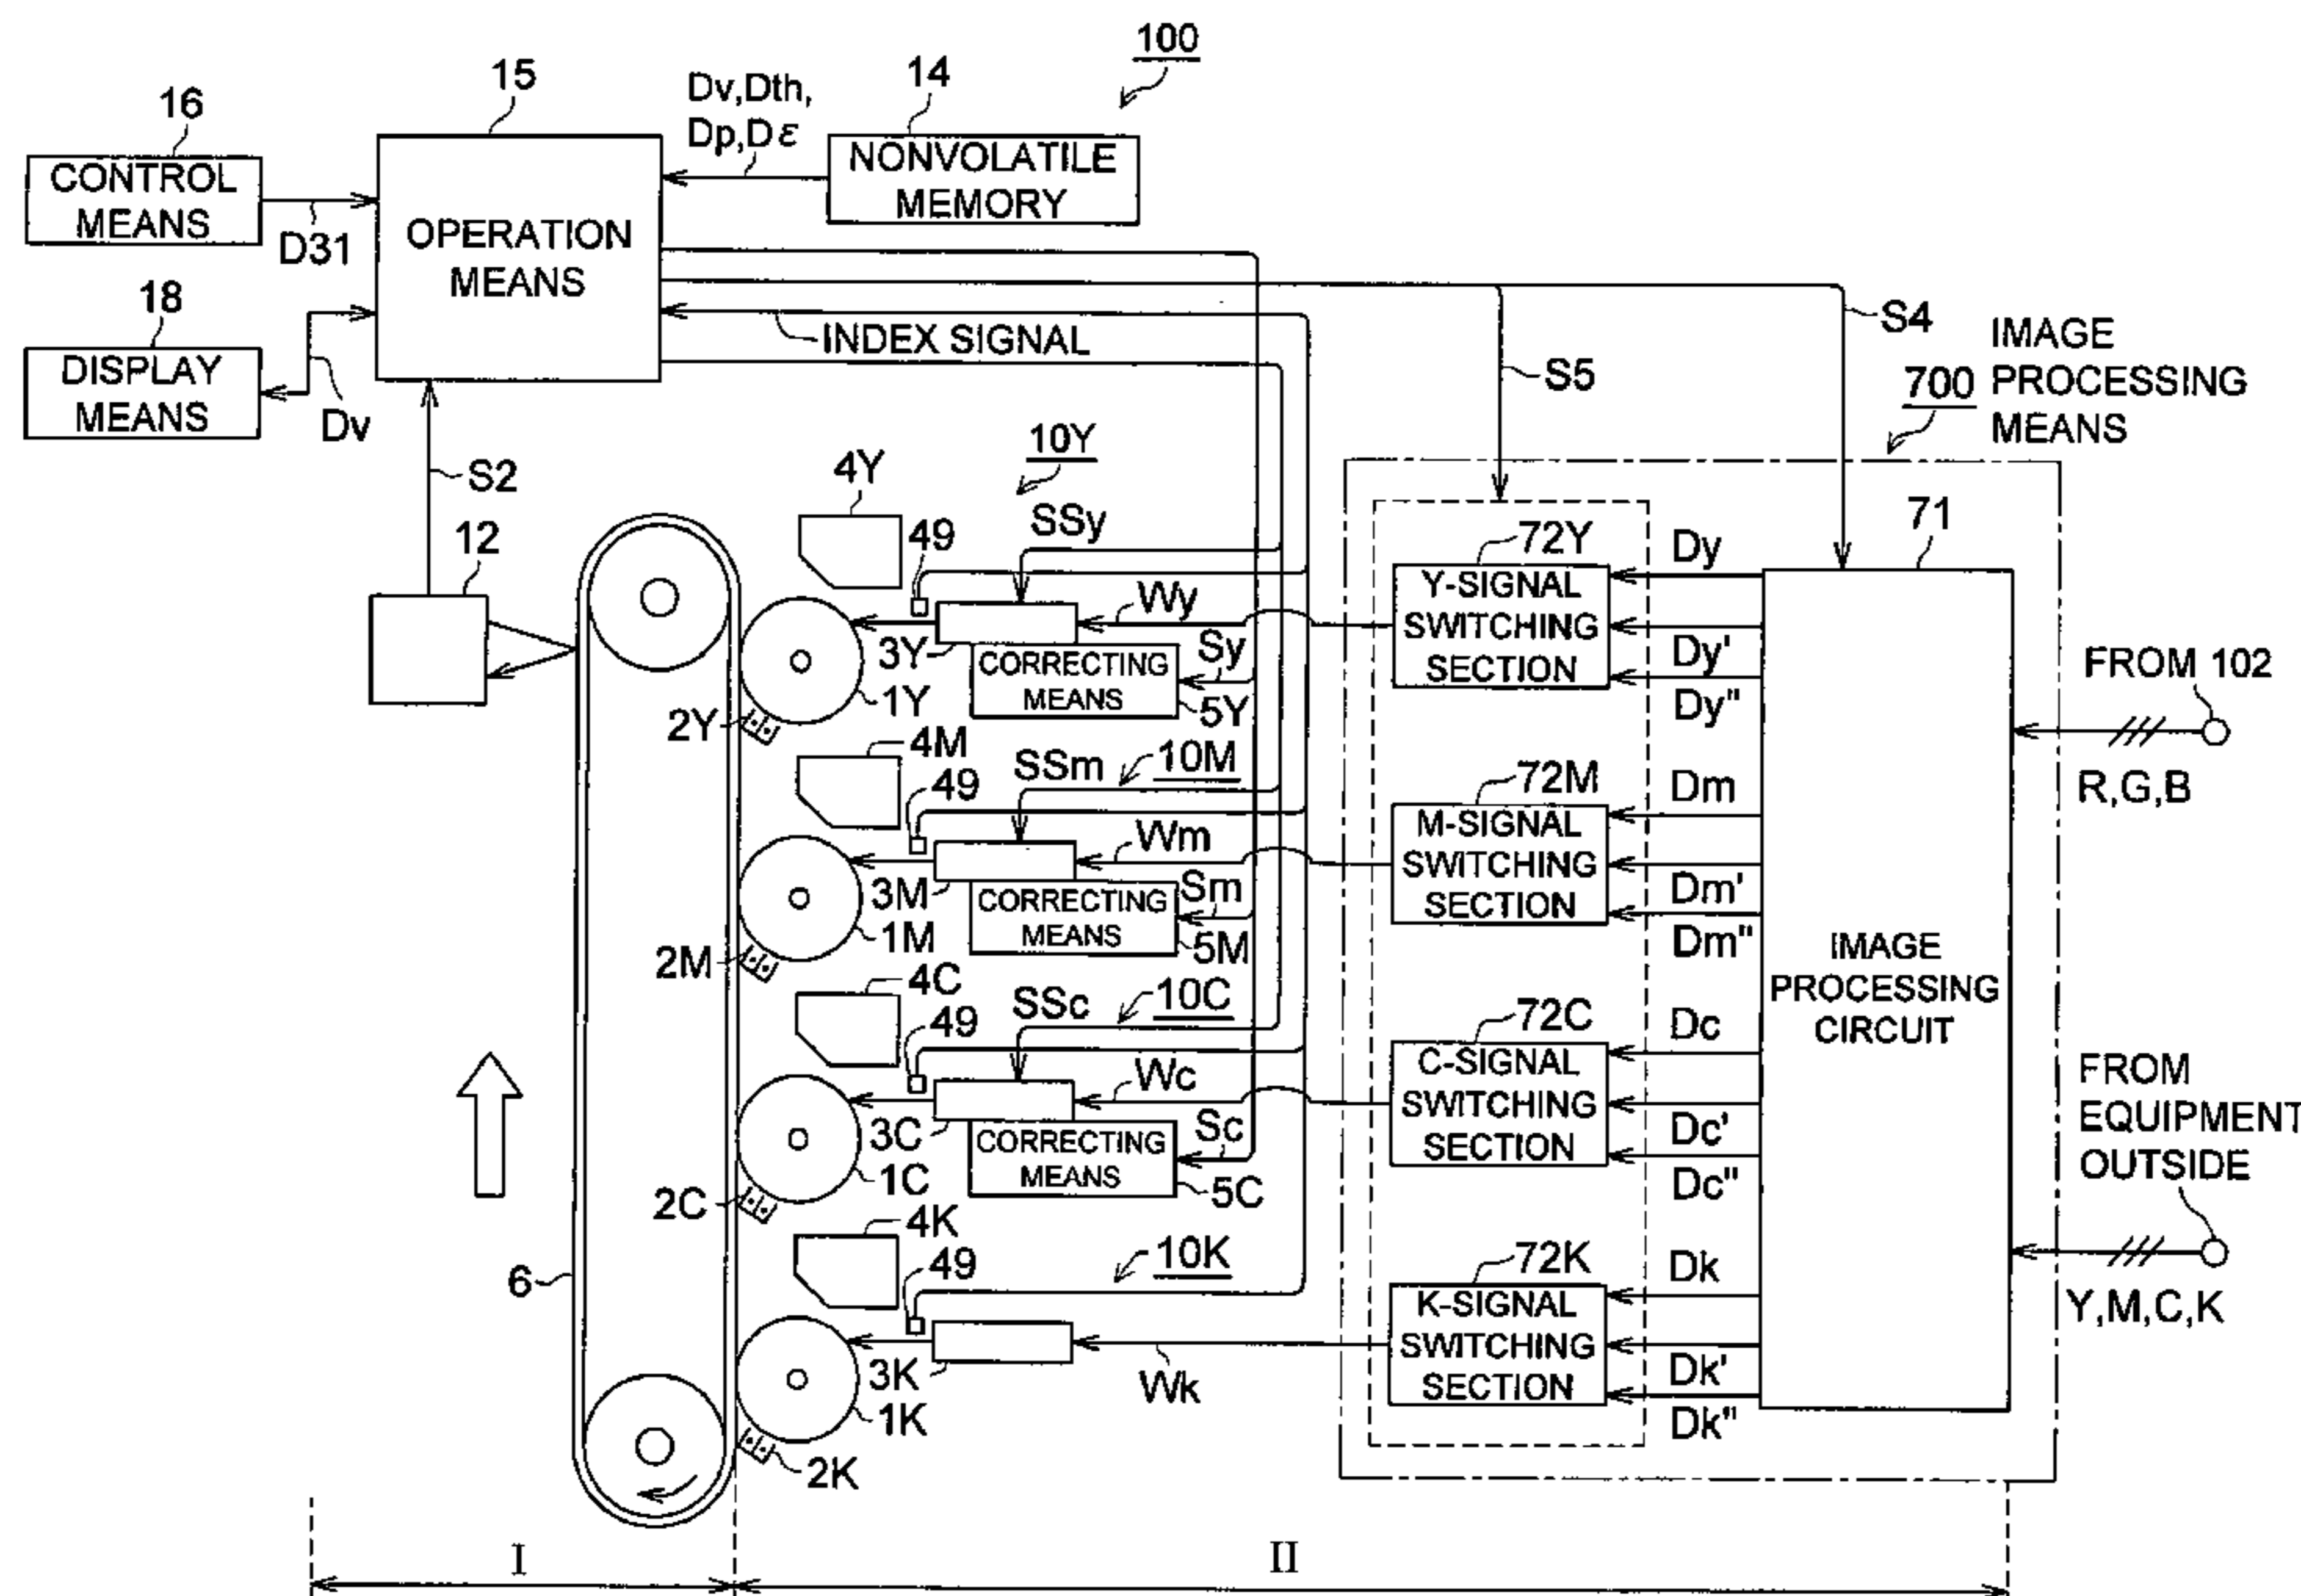 100
15
14
16
Dv,Dth,
Dp,Dε
NONVOLATILE
MEMORY
CONTROL
MEANS
OPERATION
MEANS
D31
18
DISPLAY
MEANS
Dv
INDEX SIGNAL
S4
S5
IMAGE
PROCESSING
MEANS
700
S2
12
10Y
4Y
49
SSy
72Y
Dy
71
Y-SIGNAL
SWITCHING
SECTION
Wy
3Y
CORRECTING
MEANS
Sy
5Y
1Y
2Y
Dy'
Dy"
FROM 102
R,G,B
4M
49
SSm
10M
72M
Dm
M-SIGNAL
SWITCHING
SECTION
Wm
3M
CORRECTING
MEANS
Sm
5M
1M
2M
Dm'
Dm"
IMAGE
PROCESSING
CIRCUIT
4C
49
SSc
10C
72C
Dc
C-SIGNAL
SWITCHING
SECTION
Wc
3C
CORRECTING
MEANS
Sc
5C
1C
2C
Dc'
Dc"
FROM
EQUIPMENT
OUTSIDE
Y,M,C,K
4K
49
10K
72K
Dk
K-SIGNAL
SWITCHING
SECTION
6
3K
Wk
1K
2K
Dk'
Dk"
I
II